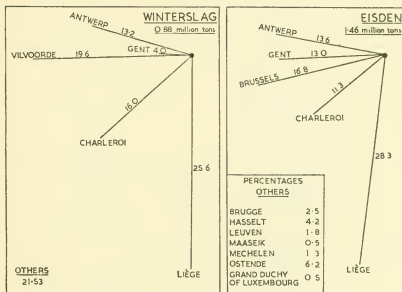 WINTERSLAG
0.88 million tons
ANTWERP
13·2
GENT 4·0
VILVOORDE
19·6
16·0
CHARLEROI
25·6
LIÈGE
OTHERS
21·53
EISDEN
1·46 million tons
ANTWERP
13·6
GENT
13·0
BRUSSELS
16·8
11·3
CHARLEROI
28·3
LIÈGE
PERCENTAGES
OTHERS
BRUGGE 2·5
HASSELT 4·2
LEUVEN 1·8
MAASEIK 0·5
MECHELEN 1·3
OSTENDE 6·2
GRAND DUCHY
OF LUXEMBOURG 0·5